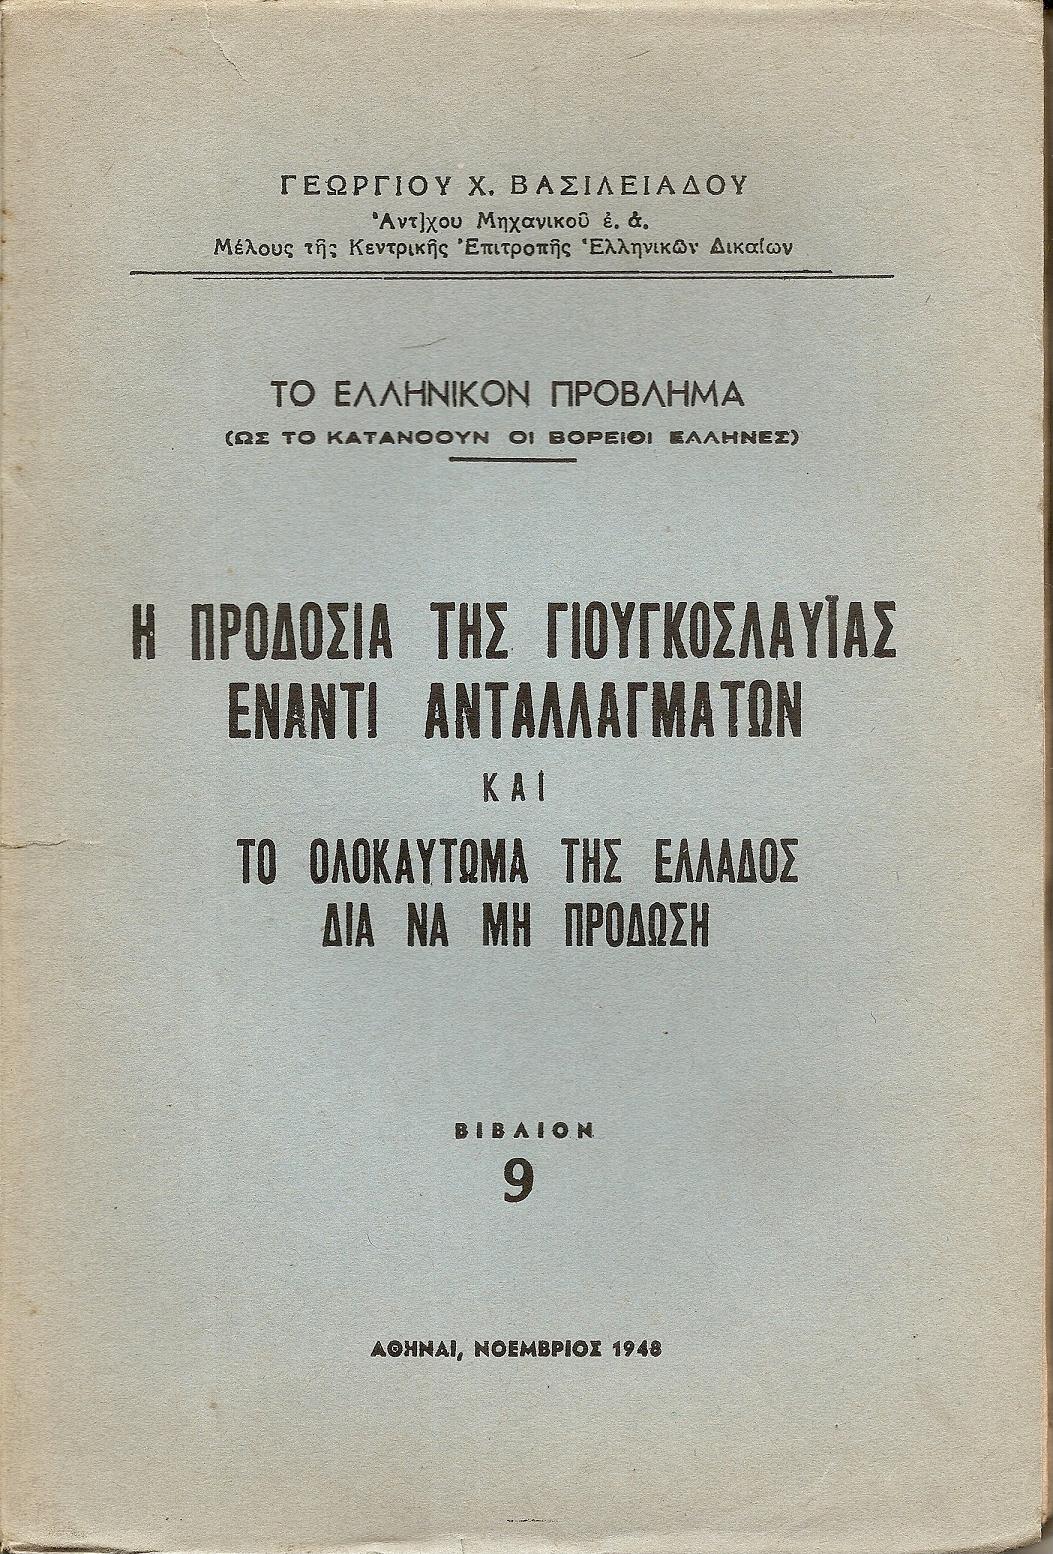 ΓΕΩΡΓΙΟΥ Χ. ΒΑΣΙΛΕΙΑΔΟΥ
Ἀντ]χου Μηχανικοῦ ἐ. ἀ.
Μέλους τῆς Κεντρικῆς Ἐπιτροπῆς Ἑλληνικῶν Δικαίων
ΤΟ ΕΛΛΗΝΙΚΟΝ ΠΡΟΒΛΗΜΑ
(ΩΣ ΤΟ ΚΑΤΑΝΟΟΥΝ ΟΙ ΒΟΡΕΙΟΙ ΕΛΛΗΝΕΣ)
Η ΠΡΟΔΟΣΙΑ ΤΗΣ ΓΙΟΥΓΚΟΣΛΑΥΪΑΣ
ΕΝΑΝΤΙ ΑΝΤΑΛΛΑΓΜΑΤΩΝ
ΚΑΙ
ΤΟ ΟΛΟΚΑΥΤΩΜΑ ΤΗΣ ΕΛΛΑΔΟΣ
ΔΙΑ ΝΑ ΜΗ ΠΡΟΔΩΣΗ
ΒΙΒΛΙΟΝ
9
ΑΘΗΝΑΙ, ΝΟΕΜΒΡΙΟΣ 1948